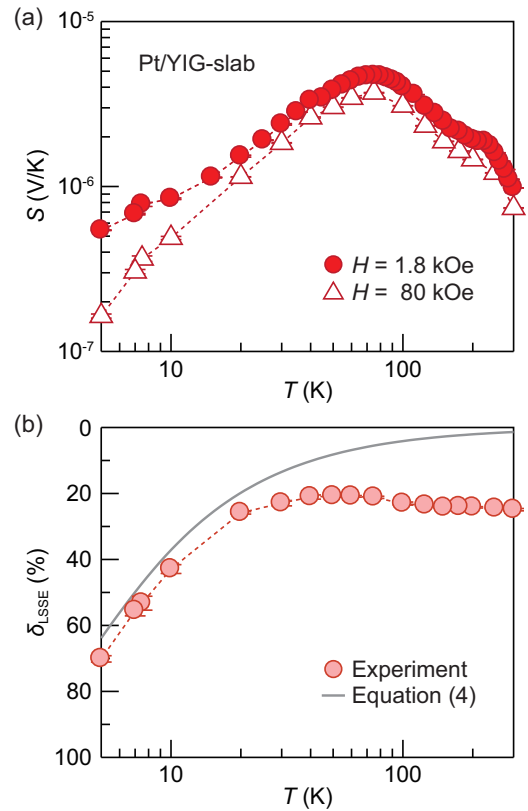 (a)
10⁻⁵
Pt/YIG-slab
S (V/K)
10⁻⁶
H = 1.8 kOe
H = 80 kOe
10⁻⁷
10
100
T (K)
(b)
0
20
40
60
80
100
δLSSE (%)
Experiment
Equation (4)
10
100
T (K)